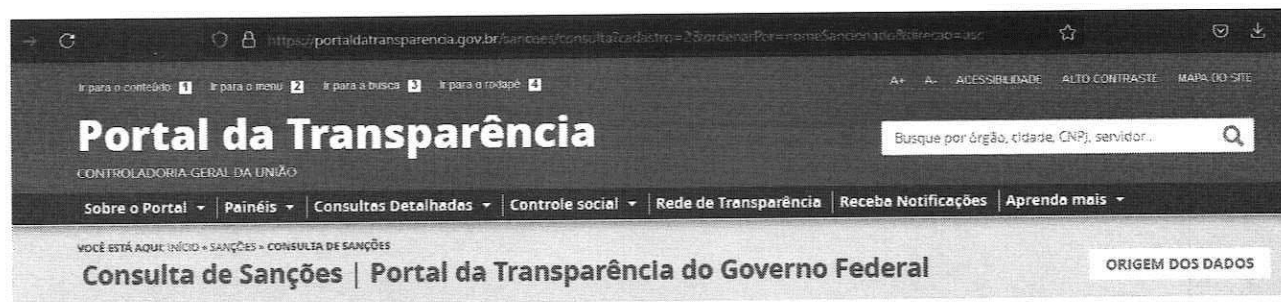 https://portaldatransparencia.gov.br/sancoes/consulta?cadastro=2&ordenarPor=nomeSancionado&direcao=asc
Ir para o conteúdo 1 Ir para o menu 2 Ir para a busca 3 Ir para o rodapé 4
A+ A- ACESSIBILIDADE ALTO CONTRASTE MAPA DO SITE
Portal da Transparência
Busque por órgão, cidade, CNPJ, servidor...
CONTROLADORIA-GERAL DA UNIÃO
Sobre o Portal Painéis Consultas Detalhadas Controle social Rede de Transparência Receba Notificações Aprenda mais
VOCÊ ESTÁ AQUI: INÍCIO » SANÇÕES » CONSULTA DE SANÇÕES
Consulta de Sanções | Portal da Transparência do Governo Federal
ORIGEM DOS DADOS